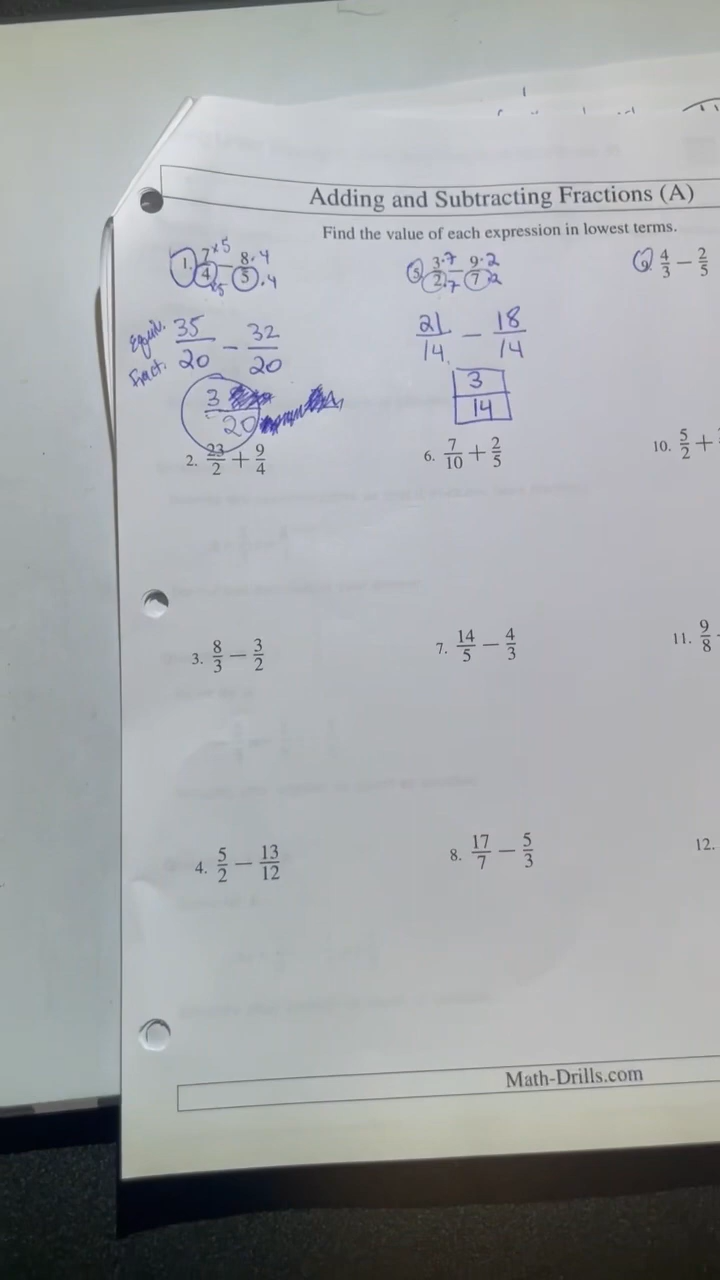 Adding and Subtracting Fractions (A)
Find the value of each expression in lowest terms.
1. 7×5/4×5 − 8·4/5·4
Equiv. Fract. 35/20 − 32/20
3/20
2. 23/2 + 9/4
3. 8/3 − 3/2
4. 5/2 − 13/12
5. 3·7/2·7 − 9·2/7·2
21/14 − 18/14
3/14
6. 7/10 + 2/5
7. 14/5 − 4/3
8. 17/7 − 5/3
9. 4/3 − 2/5
10. 5/2 +
11. 9/8
12.
Math-Drills.com